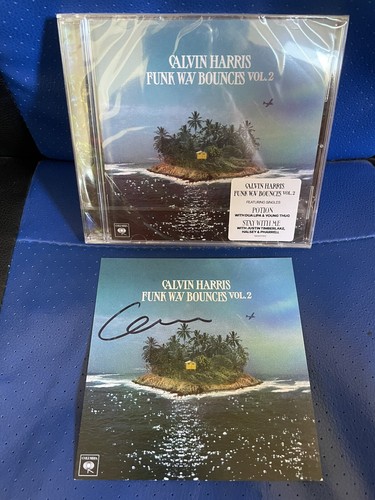 CALVIN HARRIS
FUNK WAV BOUNCES VOL. 2
CALVIN HARRIS
FUNK WAV BOUNCES VOL. 2
FEATURING SINGLES
POTION
WITH DUA LIPA & YOUNG THUG
STAY WITH ME
WITH JUSTIN TIMBERLAKE,
HALSEY & PHARRELL
CALVIN HARRIS
FUNK WAV BOUNCES VOL. 2
COLUMBIA